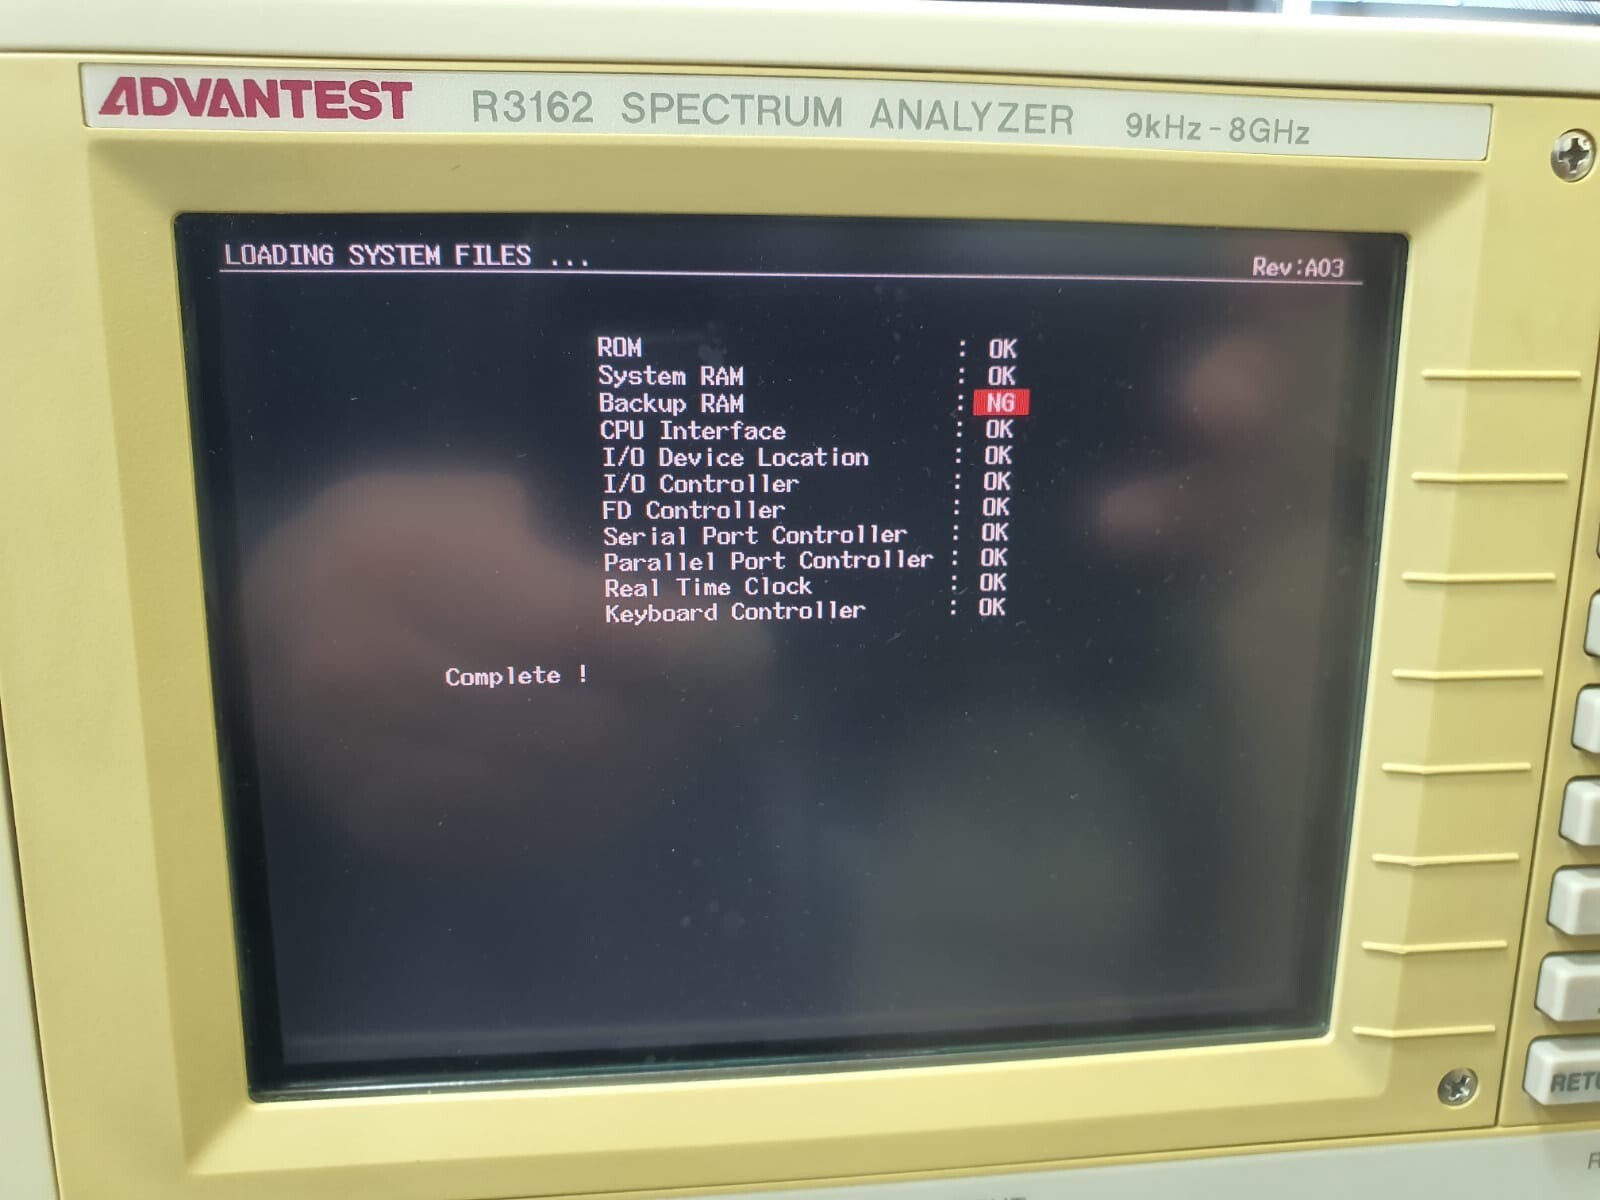 ADVANTEST R3162 SPECTRUM ANALYZER 9kHz-8GHz
LOADING SYSTEM FILES ... Rev:A03
ROM : OK
System RAM : OK
Backup RAM : NG
CPU Interface : OK
I/O Device Location : OK
I/O Controller : OK
FD Controller : OK
Serial Port Controller : OK
Parallel Port Controller : OK
Real Time Clock : OK
Keyboard Controller : OK
Complete !